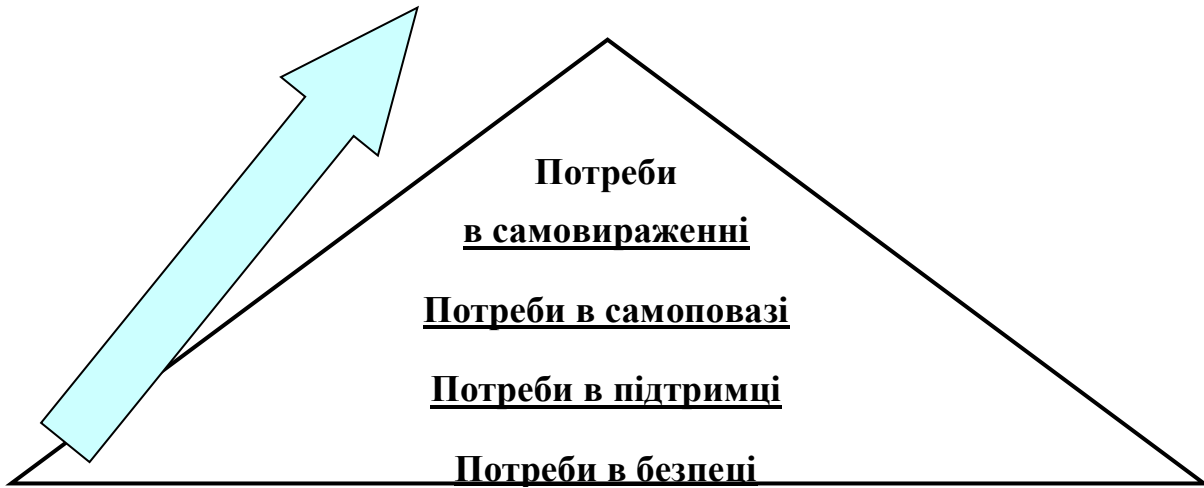 Потреби
в самовираженні
Потреби в самоповазі
Потреби в підтримці
Потреби в безпеці